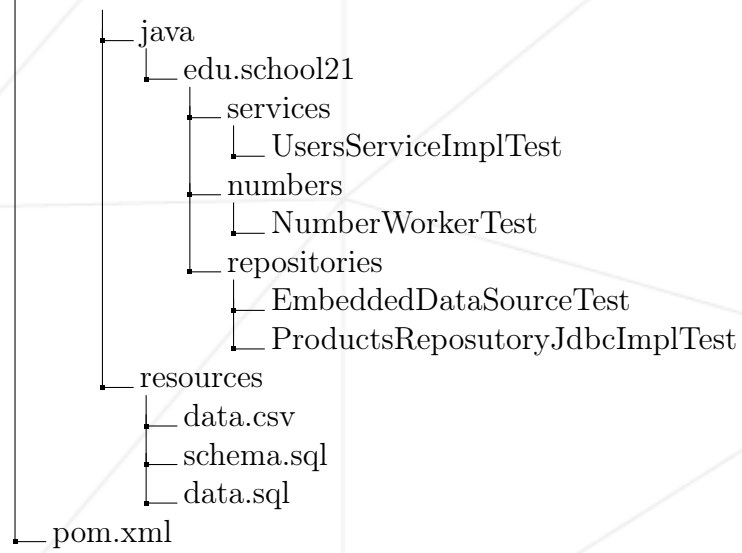 java
edu.school21
services
UsersServiceImplTest
numbers
NumberWorkerTest
repositories
EmbeddedDataSourceTest
ProductsReposutoryJdbcImplTest
resources
data.csv
schema.sql
data.sql
pom.xml